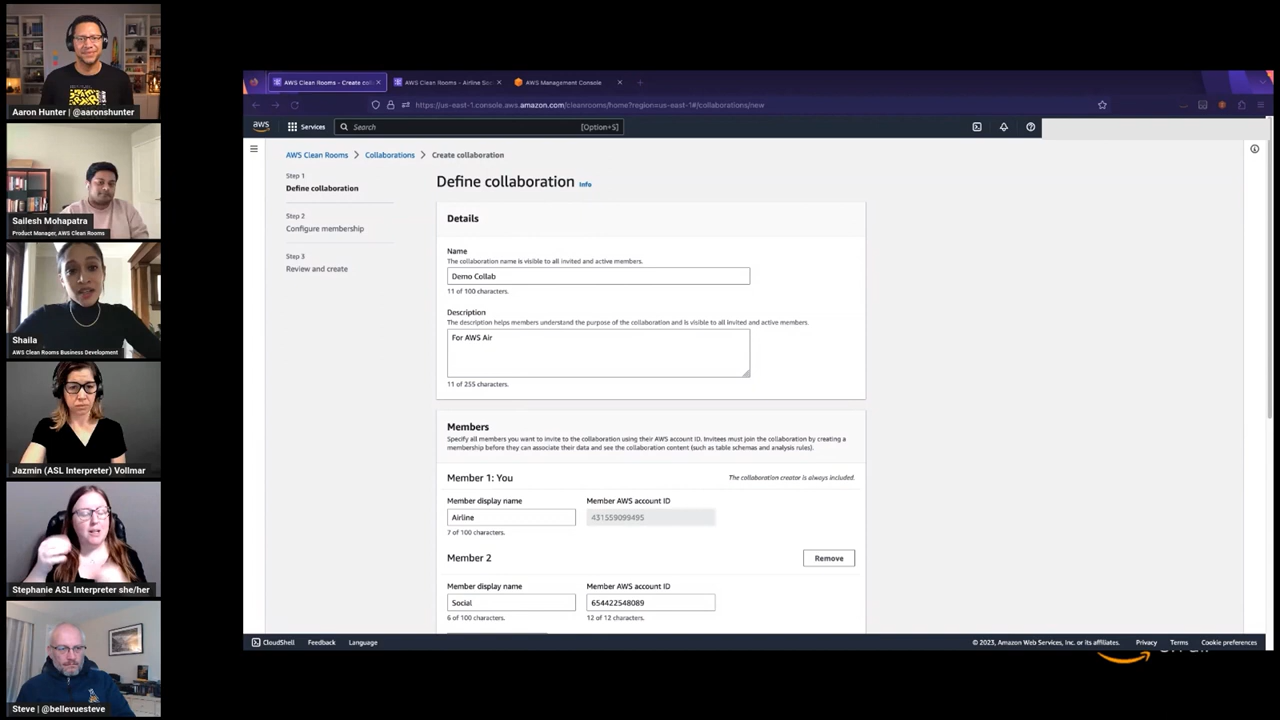 Aaron Hunter | @aaronshunter
Sailesh Mohapatra
Product Manager, AWS Clean Rooms
Shaila
AWS Clean Rooms Business Development
Jazmin (ASL Interpreter) Vollmar
Stephanie ASL Interpreter she/her
Steve | @bellevuesteve
AWS Clean Rooms - Create col
AWS Clean Rooms - Airline So
AWS Management Console
https://us-east-1.console.aws.amazon.com/cleanrooms/home?region=us-east-1#/collaborations/new
aws
Services
Search
[Option+S]
AWS Clean Rooms > Collaborations > Create collaboration
Step 1
Define collaboration
Step 2
Configure membership
Step 3
Review and create
Define collaboration Info
Details
Name
The collaboration name is visible to all invited and active members.
Demo Collab
11 of 100 characters.
Description
The description helps members understand the purpose of the collaboration and is visible to all invited and active members.
For AWS Air
11 of 255 characters.
Members
Specify all members you want to invite to the collaboration using their AWS account ID. Invitees must join the collaboration by creating a
membership before they can associate their data and see the collaboration content (such as table schemas and analysis rules).
Member 1: You
The collaboration creator is always included.
Member display name
Member AWS account ID
Airline
431559099495
7 of 100 characters.
Member 2
Remove
Member display name
Member AWS account ID
Social
654422548089
6 of 100 characters.
12 of 12 characters.
CloudShell
Feedback
Language
© 2023, Amazon Web Services, Inc. or its affiliates.
Privacy
Terms
Cookie preferences